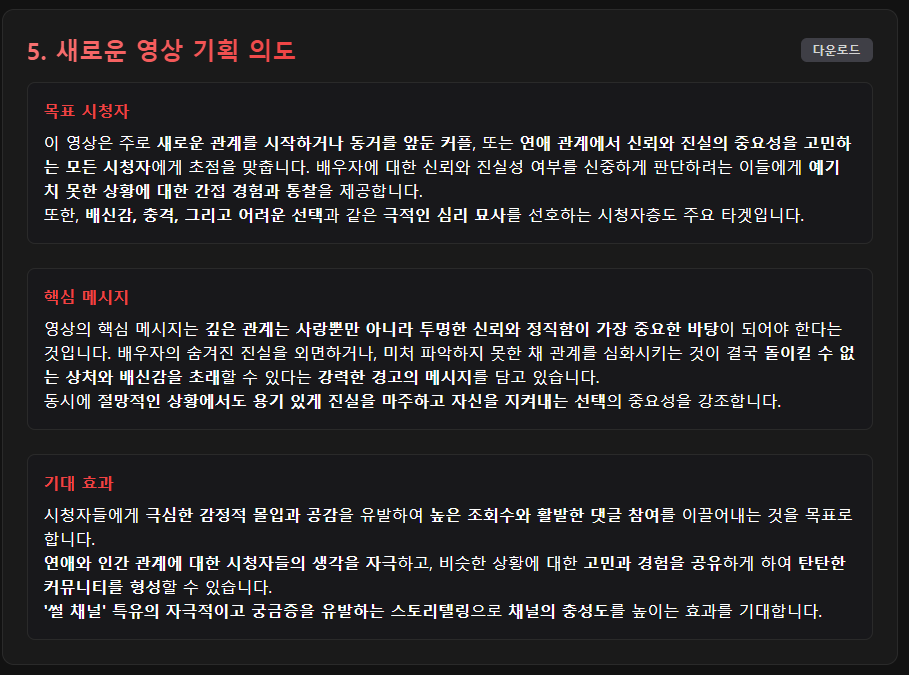 5. 새로운 영상 기획 의도
다운로드
목표 시청자
이 영상은 주로 새로운 관계를 시작하거나 동거를 앞둔 커플, 또는 연애 관계에서 신뢰와 진실의 중요성을 고민하
는 모든 시청자에게 초점을 맞춥니다. 배우자에 대한 신뢰와 진실성 여부를 신중하게 판단하려는 이들에게 예기
치 못한 상황에 대한 간접 경험과 통찰을 제공합니다.
또한, 배신감, 충격, 그리고 어려운 선택과 같은 극적인 심리 묘사를 선호하는 시청자층도 주요 타겟입니다.
핵심 메시지
영상의 핵심 메시지는 깊은 관계는 사랑뿐만 아니라 투명한 신뢰와 정직함이 가장 중요한 바탕이 되어야 한다는
것입니다. 배우자의 숨겨진 진실을 외면하거나, 미처 파악하지 못한 채 관계를 심화시키는 것이 결국 돌이킬 수 없
는 상처와 배신감을 초래할 수 있다는 강력한 경고의 메시지를 담고 있습니다.
동시에 절망적인 상황에서도 용기 있게 진실을 마주하고 자신을 지켜내는 선택의 중요성을 강조합니다.
기대 효과
시청자들에게 극심한 감정적 몰입과 공감을 유발하여 높은 조회수와 활발한 댓글 참여를 이끌어내는 것을 목표로
합니다.
연애와 인간 관계에 대한 시청자들의 생각을 자극하고, 비슷한 상황에 대한 고민과 경험을 공유하게 하여 탄탄한
커뮤니티를 형성할 수 있습니다.
'썰 채널' 특유의 자극적이고 궁금증을 유발하는 스토리텔링으로 채널의 충성도를 높이는 효과를 기대합니다.